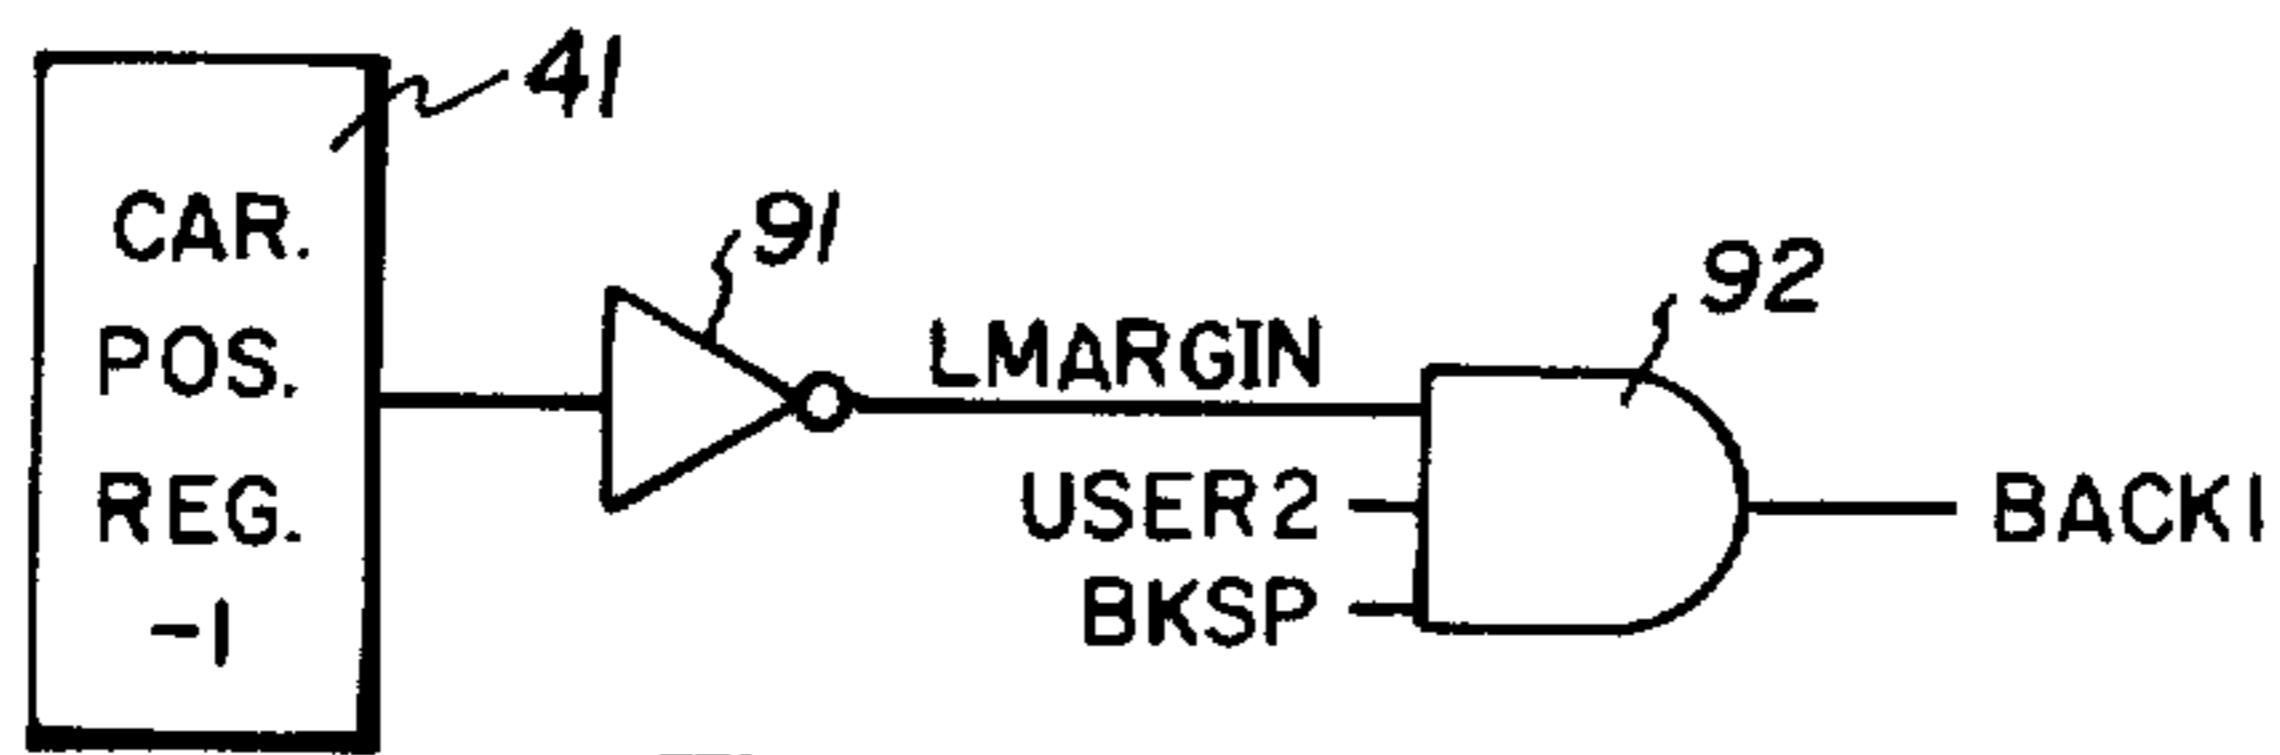 41
CAR.
POS.
REG.
-1
91
LMARGIN
92
USER2
BKSP
BACK1